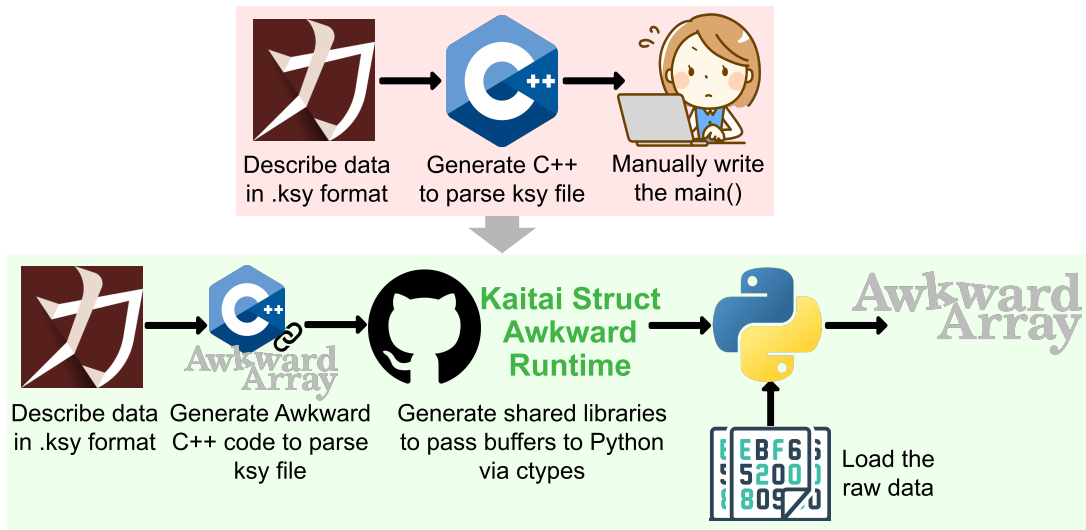 C++
Describe data
in .ksy format
Generate C++
to parse ksy file
Manually write
the main()
C++
Awkward
Array
Kaitai Struct
Awkward
Runtime
Awkward
Array
Describe data
in .ksy format
Generate Awkward
C++ code to parse
ksy file
Generate shared libraries
to pass buffers to Python
via ctypes
EBF6
5200
809
Load the
raw data